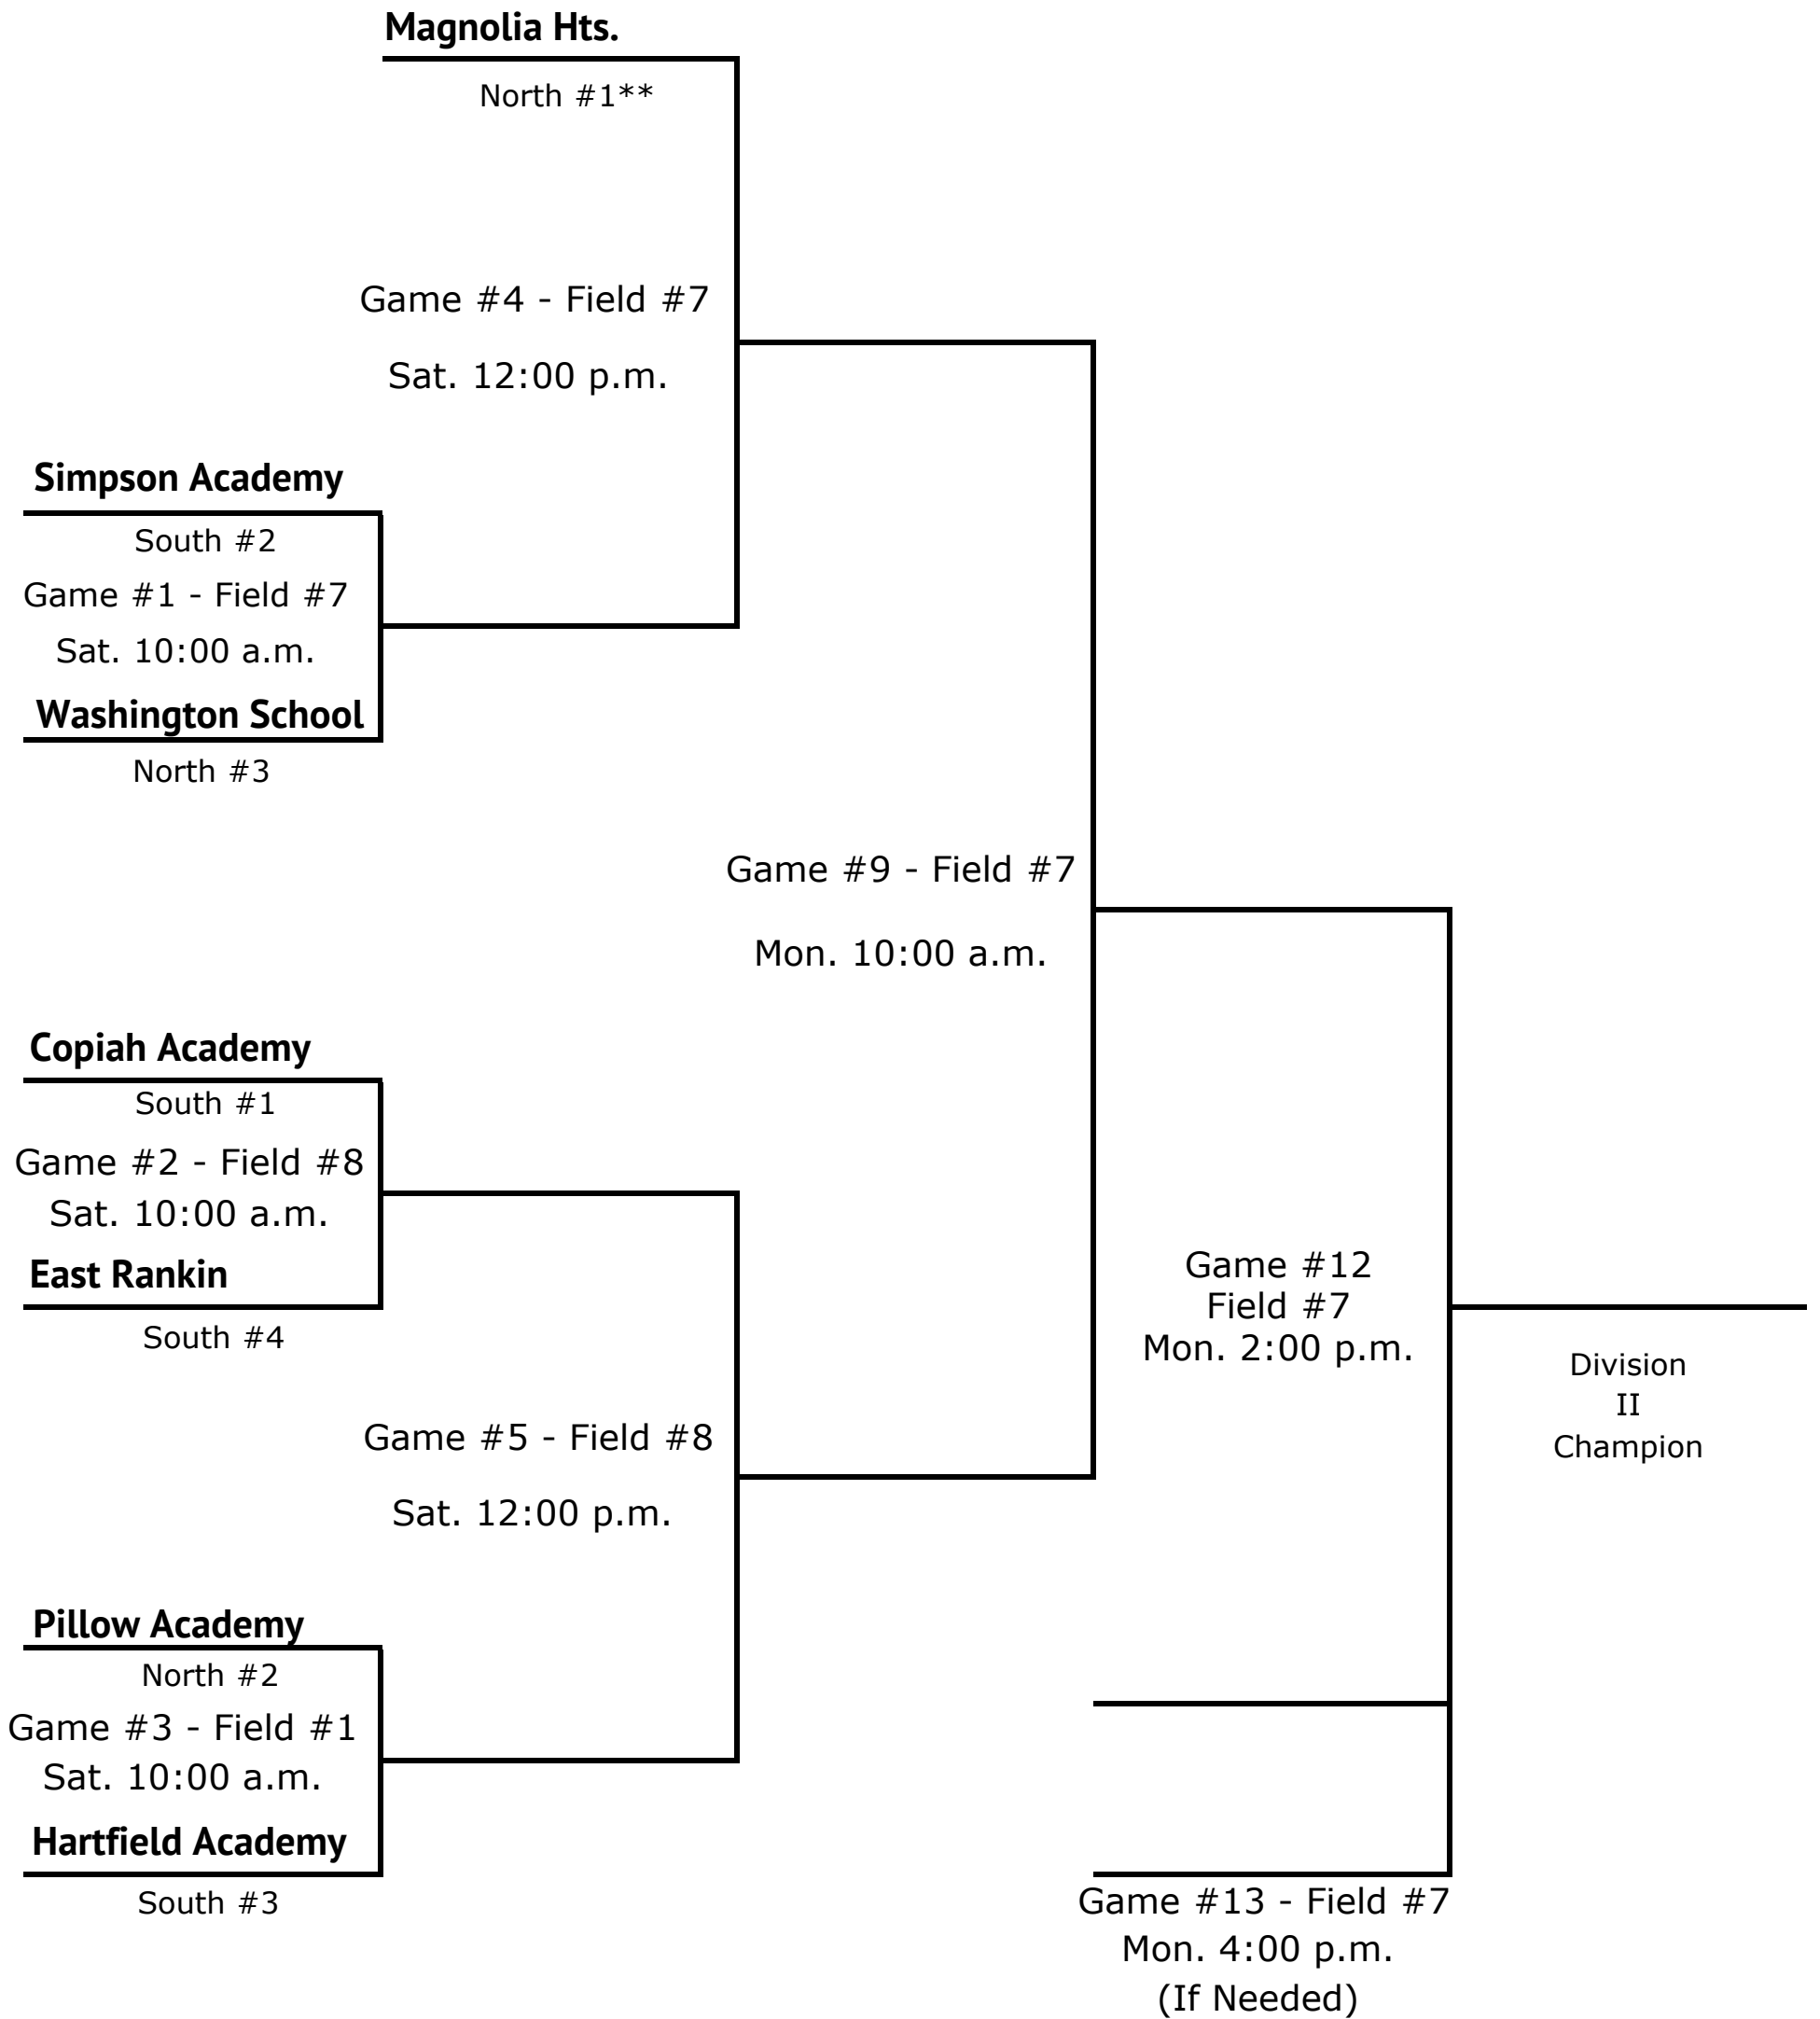 Magnolia Hts.
North #1**
Game #4 - Field #7
Sat. 12:00 p.m.
Simpson Academy
South #2
Game #1 - Field #7
Sat. 10:00 a.m.
Washington School
North #3
Game #9 - Field #7
Mon. 10:00 a.m.
Copiah Academy
South #1
Game #2 - Field #8
Sat. 10:00 a.m.
East Rankin
South #4
Game #12
Field #7
Mon. 2:00 p.m.
Division
II
Champion
Game #5 - Field #8
Sat. 12:00 p.m.
Pillow Academy
North #2
Game #3 - Field #1
Sat. 10:00 a.m.
Hartfield Academy
South #3
Game #13 - Field #7
Mon. 4:00 p.m.
(If Needed)